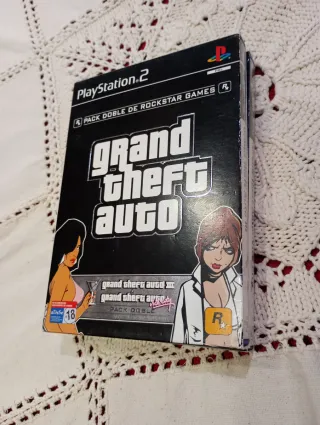 PlayStation®2
PACK DOBLE DE ROCKSTAR GAMES
grand
theft
auto
grand theft auto III
grand theft auto Vice City
PACK DOBLE
18